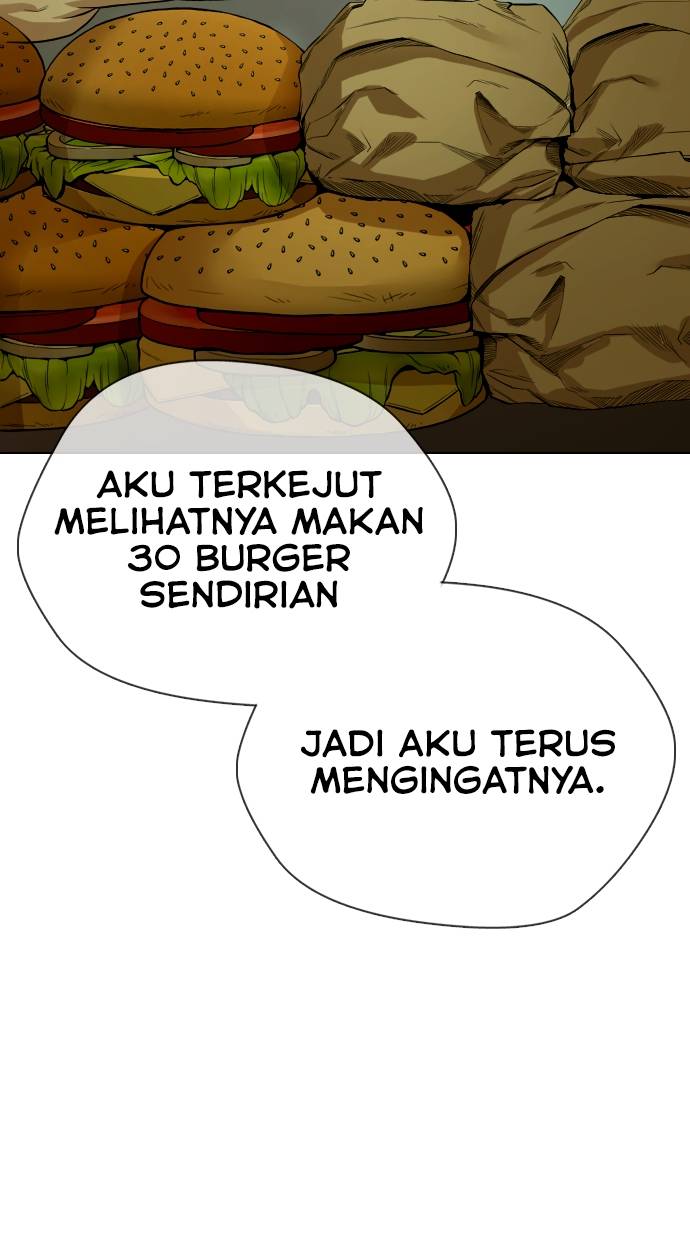 AKU TERKEJUT
MELIHATNYA MAKAN
30 BURGER
SENDIRIAN
JADI AKU TERUS
MENGINGATNYA.